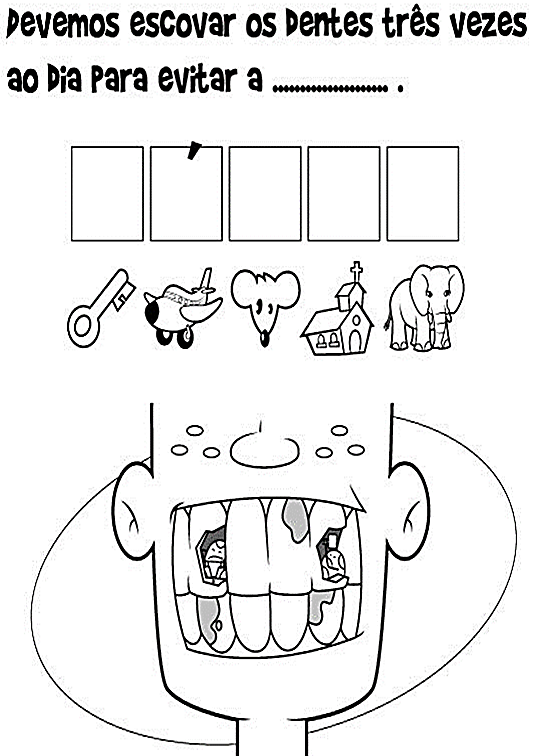 Devemos escovar os Dentes três vezes
ao Dia para evitar a ..................... .